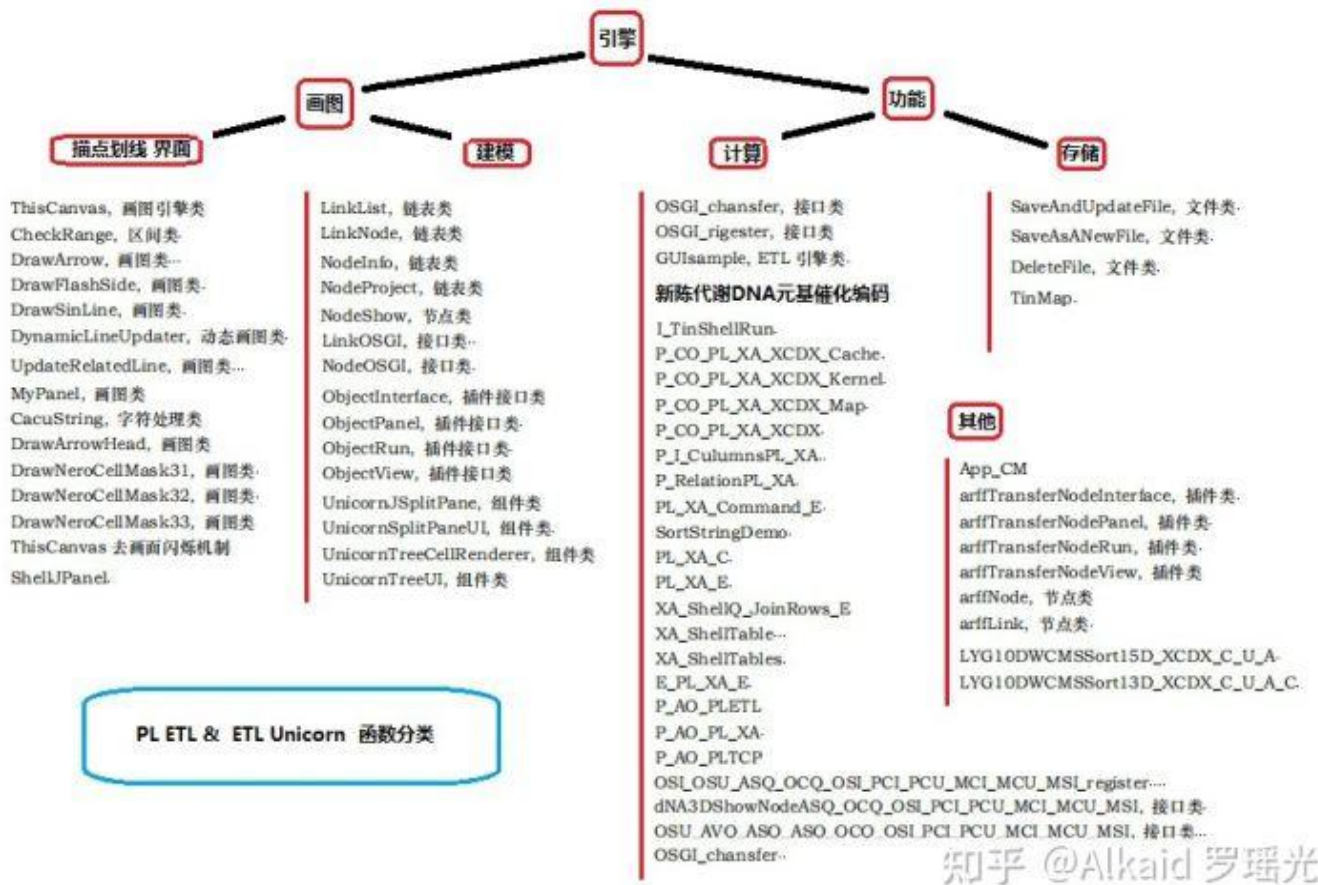 引擎
画图
功能
描点划线 界面
建模
计算
存储
ThisCanvas, 画图引擎类
CheckRange, 区间类.
DrawArrow, 画图类...
DrawFlashSide, 画图类.
DrawSinLine, 画图类.
DynamicLineUpdater, 动态画图类.
UpdateRelatedLine, 画图类...
MyPanel, 画图类
CacuString, 字符处理类
DrawArrowHead, 画图类
DrawNeroCellMask31, 画图类.
DrawNeroCellMask32, 画图类.
DrawNeroCellMask33, 画图类
ThisCanvas 去画面闪烁机制
ShellJPanel.
LinkList, 链表类
LinkNode, 链表类
NodeInfo, 链表类
NodeProject, 链表类
NodeShow, 节点类
LinkOSGI, 接口类..
NodeOSGI, 接口类.
ObjectInterface, 插件接口类
ObjectPanel, 插件接口类.
ObjectRun, 插件接口类.
ObjectView, 插件接口类
UnicornJSplitPane, 组件类
UnicornSplitPaneUI, 组件类.
UnicornTreeCellRenderer, 组件类
UnicornTreeUI, 组件类
OSGI_chansfer, 接口类
OSGI_rigester, 接口类
GUIsample, ETL 引擎类.
新陈代谢DNA元基催化编码
I_TinShellRun.
P_CO_PL_XA_XCDX_Cache.
P_CO_PL_XA_XCDX_Kernel.
P_CO_PL_XA_XCDX_Map.
P_CO_PL_XA_XCDX.
P_I_CulumnsPL_XA..
P_RelationPL_XA.
PL_XA_Command_E.
SortStringDemo.
PL_XA_C.
PL_XA_E.
XA_ShellQ_JoinRows_E
XA_ShellTable...
XA_ShellTables.
E_PL_XA_E.
P_AO_PLETL
P_AO_PL_XA.
P_AO_PLTCP
OSI_OSU_ASQ_OCQ_OSI_PCI_PCU_MCI_MCU_MSI_register....
dNA3DShowNodeASQ_OCQ_OSI_PCI_PCU_MCI_MCU_MSI, 接口类.
OSU_AVO_ASO_ASO_OCO_OSI_PCI_PCU_MCI_MCU_MSI, 接口类...
OSGI_chansfer..
SaveAndUpdateFile, 文件类.
SaveAsANewFile, 文件类.
DeleteFile, 文件类.
TinMap.
其他
App_CM
arffTransferNodeInterface, 插件类.
arffTransferNodePanel, 插件类.
arffTransferNodeRun, 插件类.
arffTransferNodeView, 插件类
arffNode, 节点类
arffLink, 节点类.
LYG10DWCMSSort15D_XCDX_C_U_A.
LYG10DWCMSSort13D_XCDX_C_U_A_C.
PL ETL & ETL Unicorn 函数分类
知乎 @Alkaid 罗瑶光